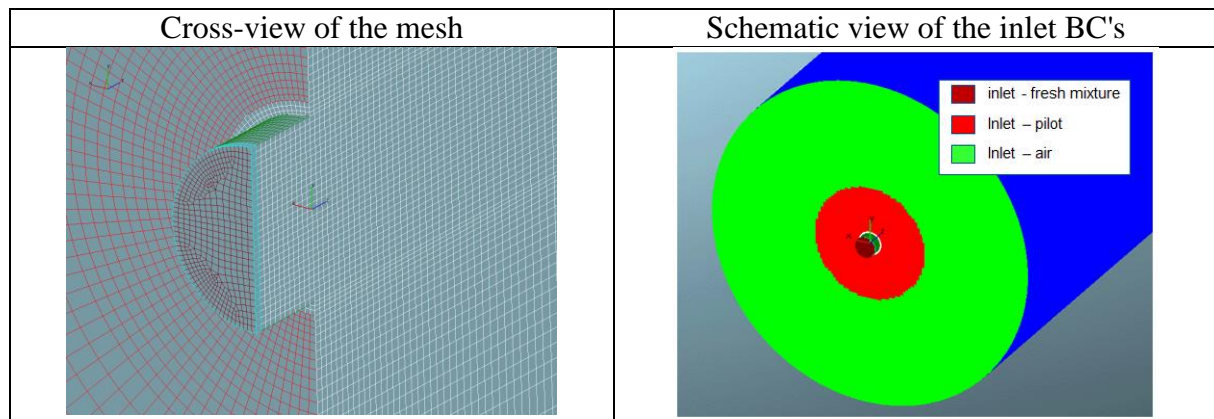 Cross-view of the mesh
Schematic view of the inlet BC's
inlet - fresh mixture
Inlet – pilot
Inlet – air